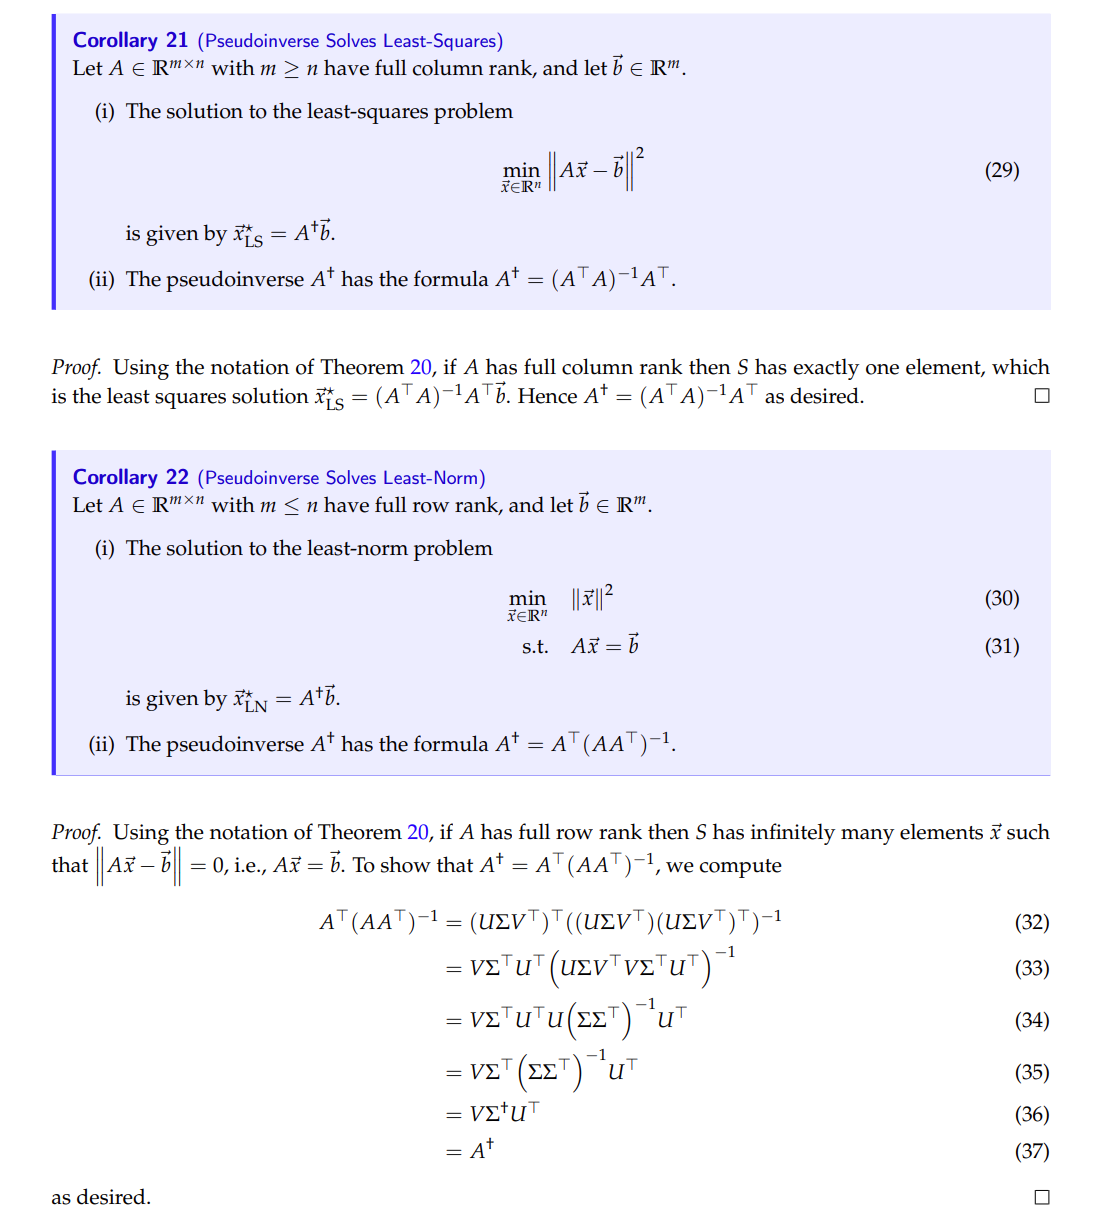 Corollary 21 (Pseudoinverse Solves Least-Squares)
Let $A \in \mathbb{R}^{m \times n}$ with $m \geq n$ have full column rank, and let $\vec{b} \in \mathbb{R}^m$.
(i) The solution to the least-squares problem
$\min_{\vec{x} \in \mathbb{R}^n} \left\| A\vec{x} - \vec{b} \right\|^2$ (29)
is given by $\vec{x}^\star_{\text{LS}} = A^\dagger \vec{b}$.
(ii) The pseudoinverse $A^\dagger$ has the formula $A^\dagger = (A^\top A)^{-1} A^\top$.
Proof. Using the notation of Theorem 20, if $A$ has full column rank then $S$ has exactly one element, which
is the least squares solution $\vec{x}^\star_{\text{LS}} = (A^\top A)^{-1} A^\top \vec{b}$. Hence $A^\dagger = (A^\top A)^{-1} A^\top$ as desired. □
Corollary 22 (Pseudoinverse Solves Least-Norm)
Let $A \in \mathbb{R}^{m \times n}$ with $m \leq n$ have full row rank, and let $\vec{b} \in \mathbb{R}^m$.
(i) The solution to the least-norm problem
$\min_{\vec{x} \in \mathbb{R}^n} \|\vec{x}\|^2$ (30)
s.t. $A\vec{x} = \vec{b}$ (31)
is given by $\vec{x}^\star_{\text{LN}} = A^\dagger \vec{b}$.
(ii) The pseudoinverse $A^\dagger$ has the formula $A^\dagger = A^\top (AA^\top)^{-1}$.
Proof. Using the notation of Theorem 20, if $A$ has full row rank then $S$ has infinitely many elements $\vec{x}$ such
that $\left\| A\vec{x} - \vec{b} \right\| = 0$, i.e., $A\vec{x} = \vec{b}$. To show that $A^\dagger = A^\top (AA^\top)^{-1}$, we compute
$A^\top (AA^\top)^{-1} = (U\Sigma V^\top)^\top ((U\Sigma V^\top)(U\Sigma V^\top)^\top)^{-1}$ (32)
$= V\Sigma^\top U^\top \left( U\Sigma V^\top V\Sigma^\top U^\top \right)^{-1}$ (33)
$= V\Sigma^\top U^\top U \left( \Sigma\Sigma^\top \right)^{-1} U^\top$ (34)
$= V\Sigma^\top \left( \Sigma\Sigma^\top \right)^{-1} U^\top$ (35)
$= V\Sigma^\dagger U^\top$ (36)
$= A^\dagger$ (37)
as desired. □